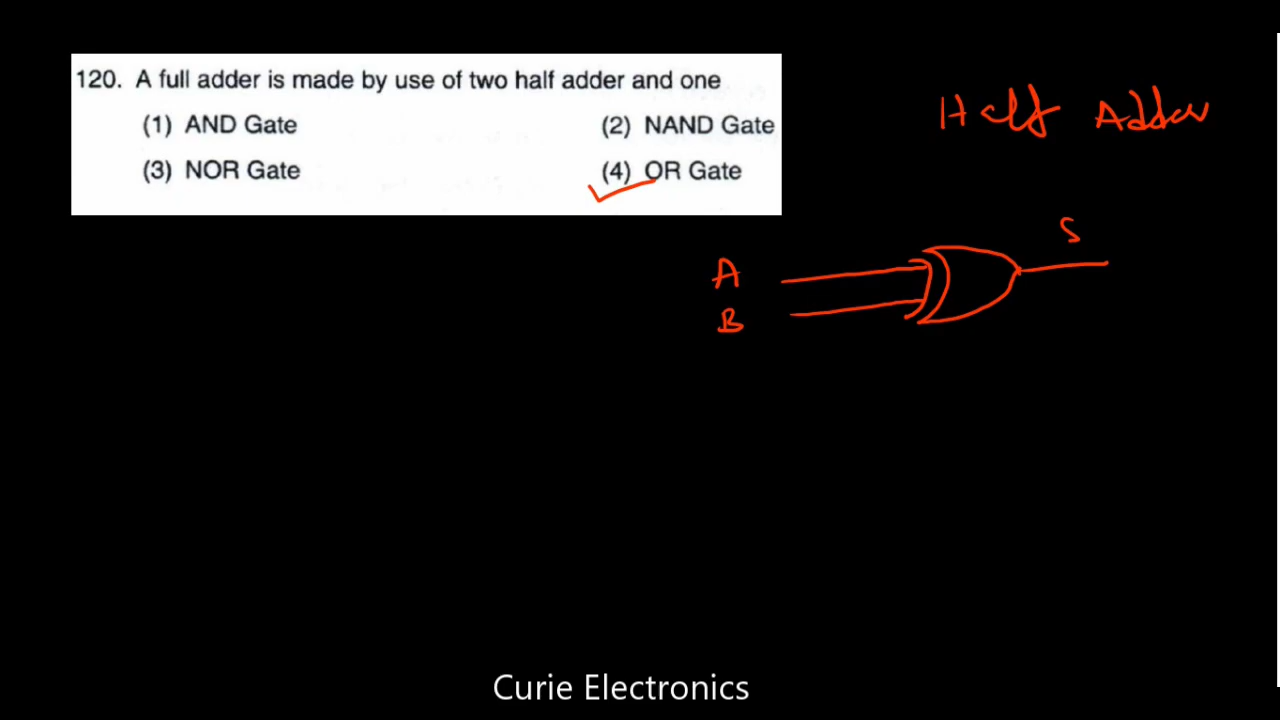 120. A full adder is made by use of two half adder and one
(1) AND Gate (2) NAND Gate
(3) NOR Gate (4) OR Gate
Half Adder
S
A
B
Curie Electronics